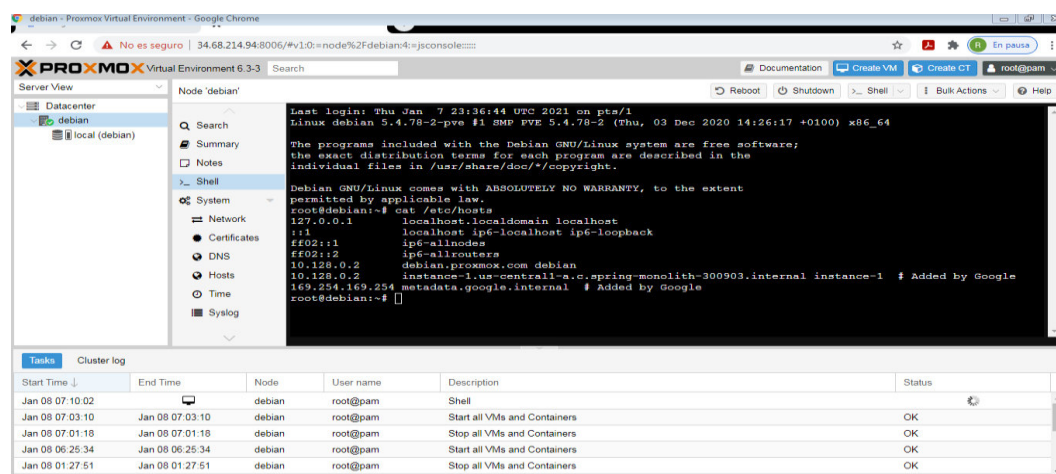 debian - Proxmox Virtual Environment - Google Chrome
No es seguro | 34.68.214.94:8006/#v1:0:=node%2Fdebian:4:=jsconsole::::::
R En pausa
PROXMOX Virtual Environment 6.3-3 Search Documentation Create VM Create CT root@pam
Server View
Node 'debian' Reboot Shutdown >_ Shell Bulk Actions Help
Datacenter
debian
local (debian)
Search
Summary
Notes
>_ Shell
System
Network
Certificates
DNS
Hosts
Time
Syslog
Last login: Thu Jan 7 23:36:44 UTC 2021 on pts/1
Linux debian 5.4.78-2-pve #1 SMP PVE 5.4.78-2 (Thu, 03 Dec 2020 14:26:17 +0100) x86_64
The programs included with the Debian GNU/Linux system are free software;
the exact distribution terms for each program are described in the
individual files in /usr/share/doc/*/copyright.
Debian GNU/Linux comes with ABSOLUTELY NO WARRANTY, to the extent
permitted by applicable law.
root@debian:~# cat /etc/hosts
127.0.0.1 localhost.localdomain localhost
::1 localhost ip6-localhost ip6-loopback
ff02::1 ip6-allnodes
ff02::2 ip6-allrouters
10.128.0.2 debian.proxmox.com debian
10.128.0.2 instance-1.us-central1-a.c.spring-monolith-300903.internal instance-1 # Added by Google
169.254.169.254 metadata.google.internal # Added by Google
root@debian:~#
Tasks Cluster log
Start Time ↓ End Time Node User name Description Status
Jan 08 07:10:02 debian root@pam Shell
Jan 08 07:03:10 Jan 08 07:03:10 debian root@pam Start all VMs and Containers OK
Jan 08 07:01:18 Jan 08 07:01:18 debian root@pam Stop all VMs and Containers OK
Jan 08 06:25:34 Jan 08 06:25:34 debian root@pam Start all VMs and Containers OK
Jan 08 01:27:51 Jan 08 01:27:51 debian root@pam Stop all VMs and Containers OK